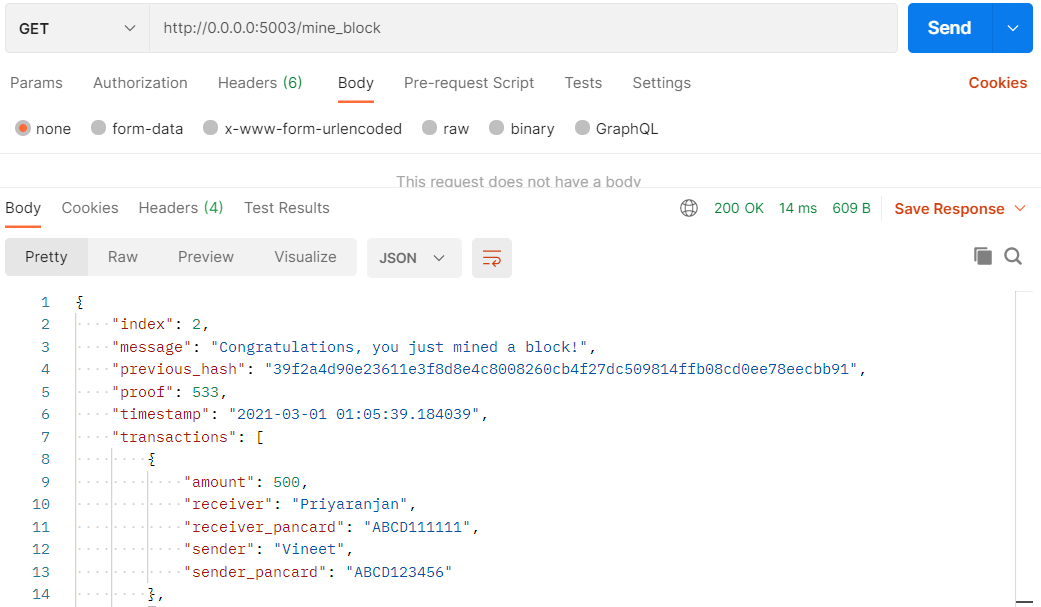 GET http://0.0.0.0:5003/mine_block Send
Params Authorization Headers (6) Body Pre-request Script Tests Settings Cookies
none form-data x-www-form-urlencoded raw binary GraphQL
This request does not have a body
Body Cookies Headers (4) Test Results 200 OK 14 ms 609 B Save Response
Pretty Raw Preview Visualize JSON
1 {
2 "index": 2,
3 "message": "Congratulations, you just mined a block!",
4 "previous_hash": "39f2a4d90e23611e3f8d8e4c8008260cb4f27dc509814ffb08cd0ee78eecbb91",
5 "proof": 533,
6 "timestamp": "2021-03-01 01:05:39.184039",
7 "transactions": [
8 {
9 "amount": 500,
10 "receiver": "Priyaranjan",
11 "receiver_pancard": "ABCD111111",
12 "sender": "Vineet",
13 "sender_pancard": "ABCD123456"
14 },